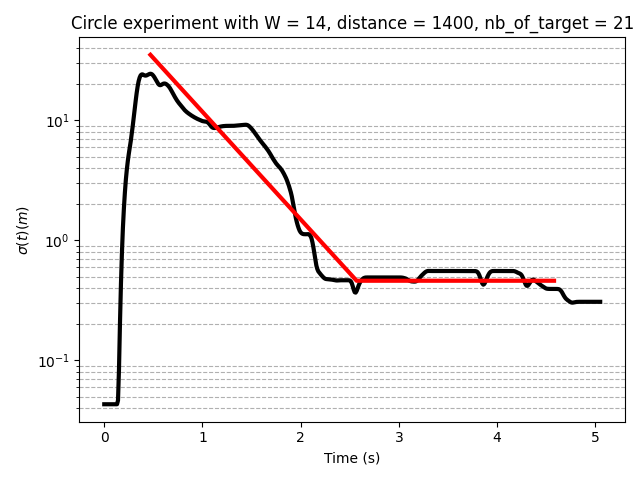 Circle experiment with W = 14, distance = 1400, nb_of_target = 21
σ(t)(m)
10¹
10⁰
10⁻¹
0 1 2 3 4 5
Time (s)